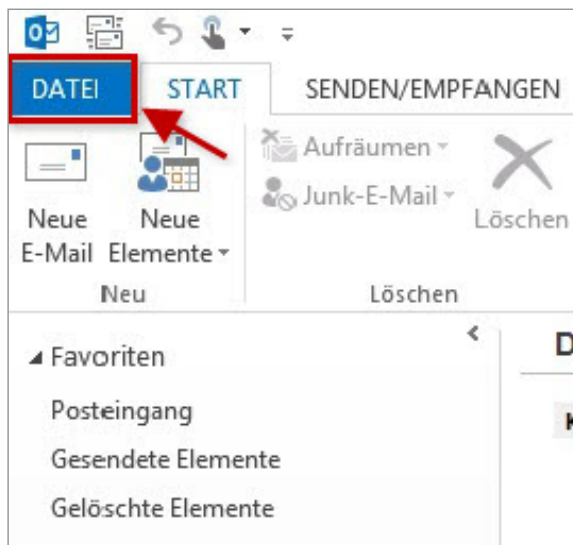 DATEI START SENDEN/EMPFANGEN
Aufräumen
Junk-E-Mail
Löschen
Neue
E-Mail
Neue
Elemente
Neu
Löschen
Favoriten
Posteingang
Gesendete Elemente
Gelöschte Elemente